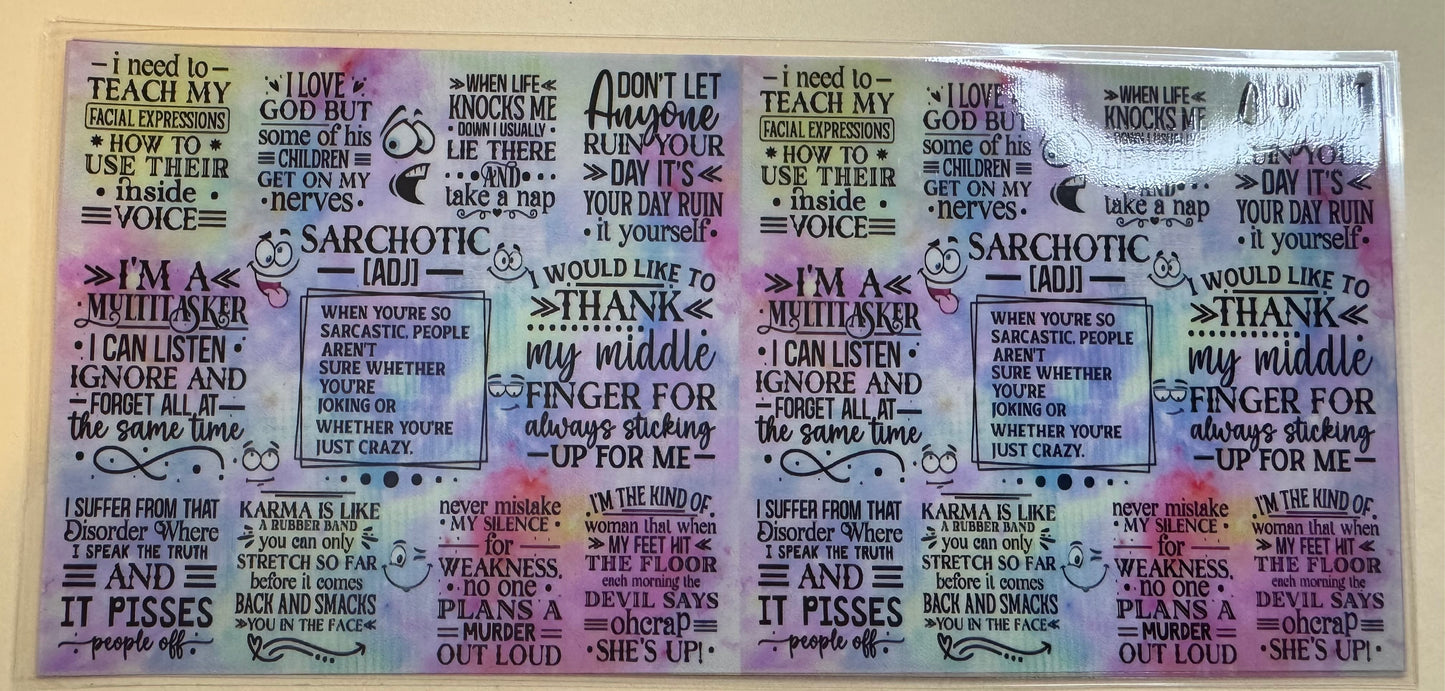 i need to
TEACH MY
FACIAL EXPRESSIONS
HOW TO
USE THEIR
inside
VOICE
I LOVE
GOD BUT
some of his
CHILDREN
GET ON MY
nerves
WHEN LIFE
KNOCKS ME
DOWN I USUALLY
LIE THERE
AND
take a nap
DON'T LET
Anyone
RUIN YOUR
DAY IT'S
YOUR DAY RUIN
it yourself
I'M A
MULTITASKER
I CAN LISTEN
IGNORE AND
FORGET ALL AT
the same time
SARCHOTIC
[ADJ]
WHEN YOU'RE SO
SARCASTIC, PEOPLE
AREN'T
SURE WHETHER
YOU'RE
JOKING OR
WHETHER YOU'RE
JUST CRAZY.
I WOULD LIKE TO
THANK
my middle
FINGER FOR
always sticking
UP FOR ME
I SUFFER FROM THAT
Disorder Where
I SPEAK THE TRUTH
AND
IT PISSES
people off
KARMA IS LIKE
A RUBBER BAND
you can only
STRETCH SO FAR
before it comes
BACK AND SMACKS
YOU IN THE FACE
never mistake
MY SILENCE
for
WEAKNESS.
no one
PLANS A
MURDER
OUT LOUD
I'M THE KIND OF
woman that when
MY FEET HIT
THE FLOOR
each morning the
DEVIL SAYS
ohcrap
SHE'S UP!
i need to
TEACH MY
FACIAL EXPRESSIONS
HOW TO
USE THEIR
inside
VOICE
I LOVE
GOD BUT
some of his
CHILDREN
GET ON MY
nerves
WHEN LIFE
KNOCKS ME
DOWN I USUALLY
LIE THERE
AND
take a nap
DON'T LET
RUIN YOUR
DAY IT'S
YOUR DAY RUIN
it yourself
I'M A
MULTITASKER
I CAN LISTEN
IGNORE AND
FORGET ALL AT
the same time
SARCHOTIC
[ADJ]
WHEN YOU'RE SO
SARCASTIC, PEOPLE
AREN'T
SURE WHETHER
YOU'RE
JOKING OR
WHETHER YOU'RE
JUST CRAZY.
I WOULD LIKE TO
THANK
my middle
FINGER FOR
always sticking
UP FOR ME
I SUFFER FROM THAT
Disorder Where
I SPEAK THE TRUTH
AND
IT PISSES
people off
KARMA IS LIKE
A RUBBER BAND
you can only
STRETCH SO FAR
before it comes
BACK AND SMACKS
YOU IN THE FACE
never mistake
MY SILENCE
for
WEAKNESS.
no one
PLANS A
MURDER
OUT LOUD
I'M THE KIND OF
woman that when
MY FEET HIT
THE FLOOR
each morning the
DEVIL SAYS
ohcrap
SHE'S UP!